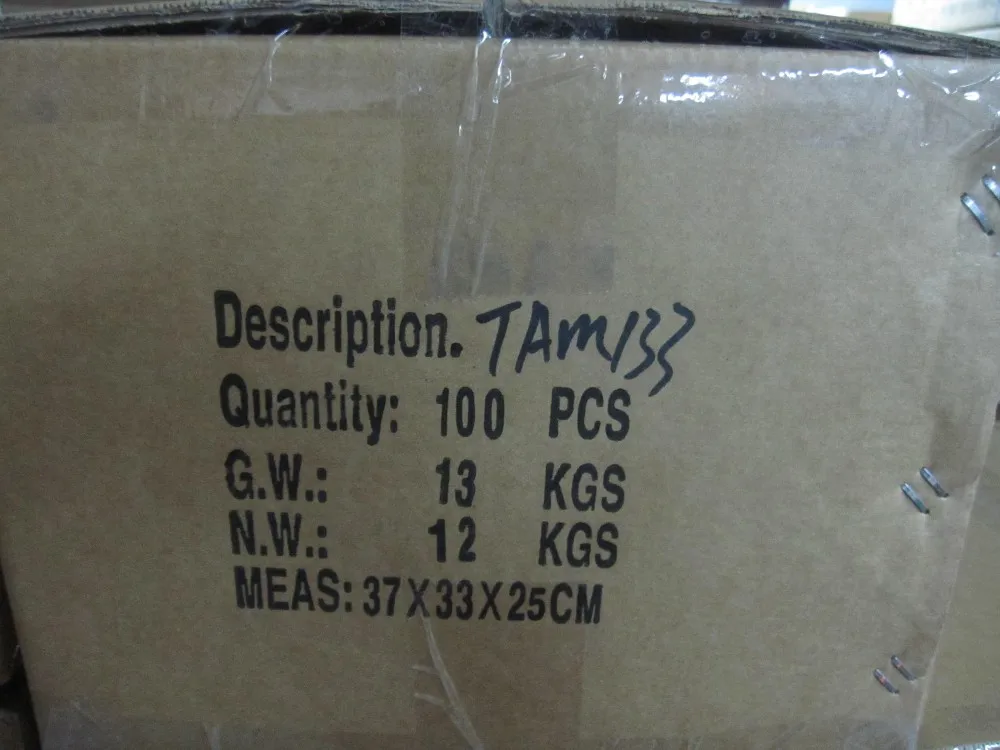 Description. TAM133
Quantity: 100 PCS
G.W.: 13 KGS
N.W.: 12 KGS
MEAS: 37X33X25CM